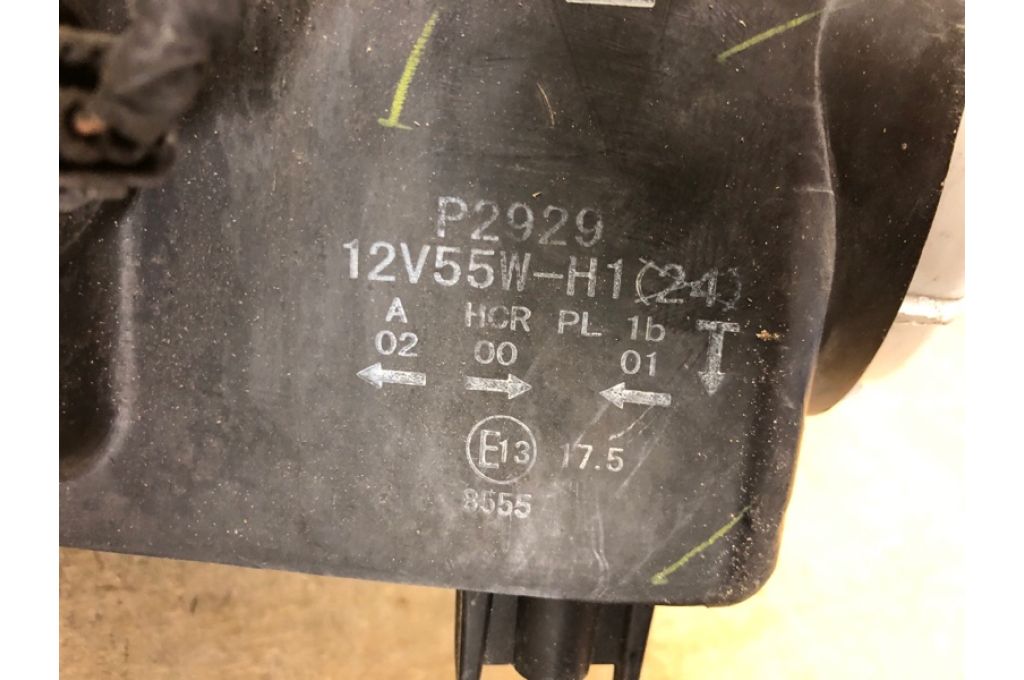 P2929
12V55W-H1(24)
A HCR PL 1b
02 00 01
← → ← ↓
E13 17.5
8555